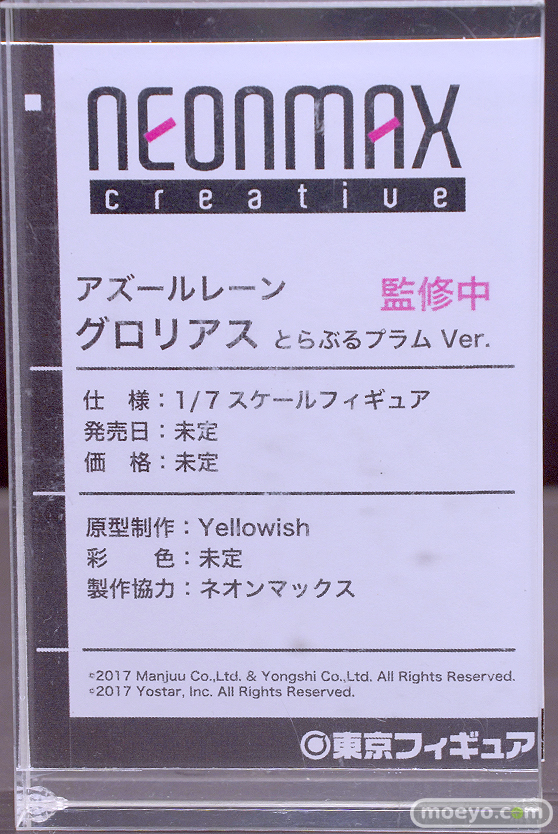 NEONMAX
creative
アズールレーン 監修中
グロリアス とらぶるプラム Ver.
仕　様：1/7 スケールフィギュア
発売日：未定
価　格：未定
原型制作：Yellowish
彩　　色：未定
製作協力：ネオンマックス
©2017 Manjuu Co.,Ltd. & Yongshi Co.,Ltd. All Rights Reserved.
©2017 Yostar, Inc. All Rights Reserved.
東京フィギュア
moeyo.com